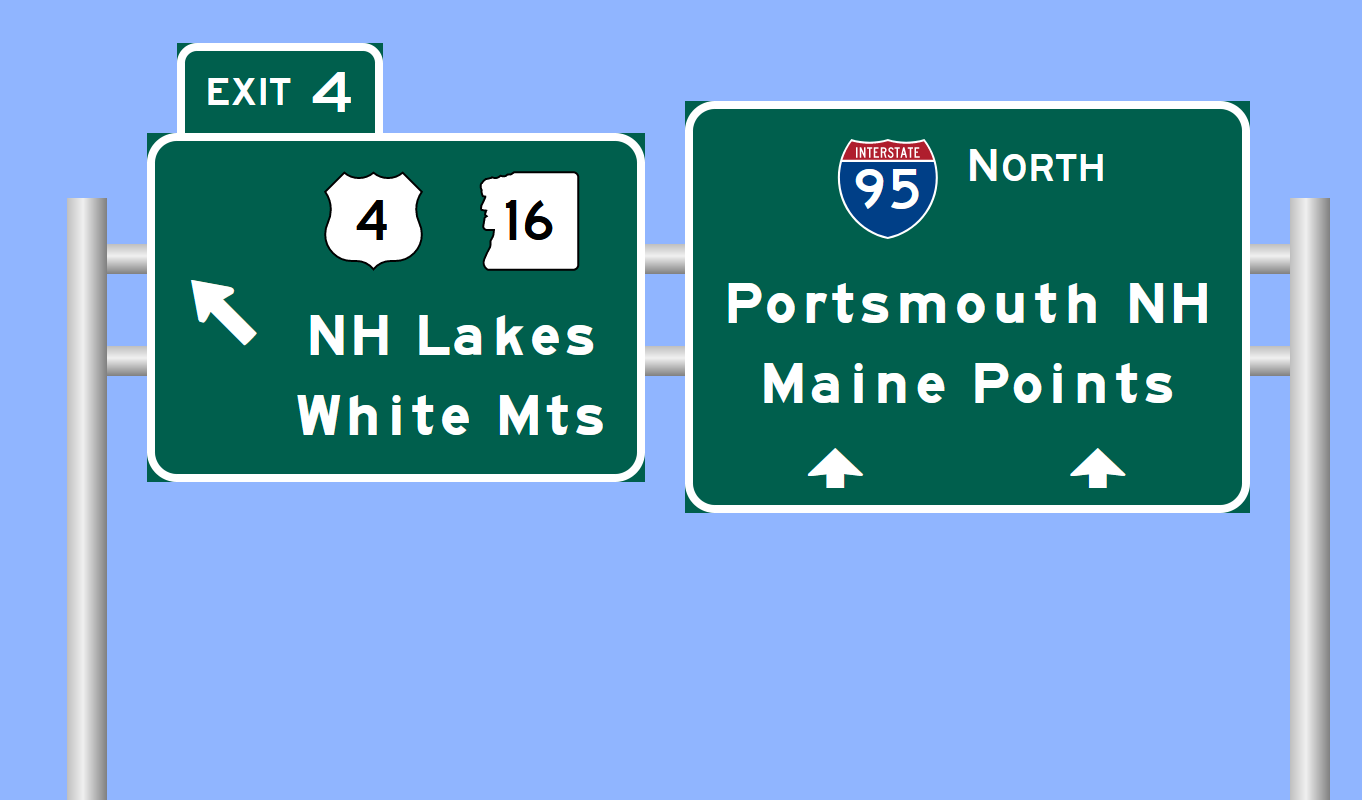 EXIT 4
4 16
NH Lakes
White Mts
INTERSTATE
95 NORTH
Portsmouth NH
Maine Points